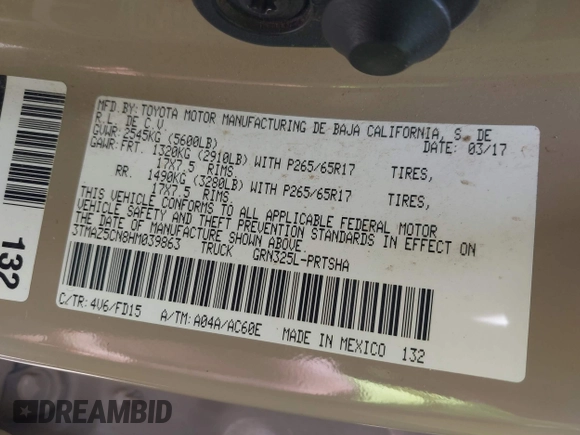 MFD.BY: TOYOTA MOTOR MANUFACTURING DE BAJA CALIFORNIA, S. DE
R.L. DE C.V. DATE: 03/17
GVWR: 2545KG (5600LB)
GAWR: FRT. 1320KG (2910LB) WITH P265/65R17 TIRES,
17X7.5 RIMS.
RR. 1490KG (3280LB) WITH P265/65R17 TIRES,
17X7.5 RIMS.
THIS VEHICLE CONFORMS TO ALL APPLICABLE FEDERAL MOTOR
VEHICLE SAFETY AND THEFT PREVENTION STANDARDS IN EFFECT ON
THE DATE OF MANUFACTURE SHOWN ABOVE.
3TMAZ5CN8HM039863 TRUCK GRN325L-PRTSHA
C/TR: 4V6/FD15 A/TM: A04A/AC60E MADE IN MEXICO 132
132
DREAMBID